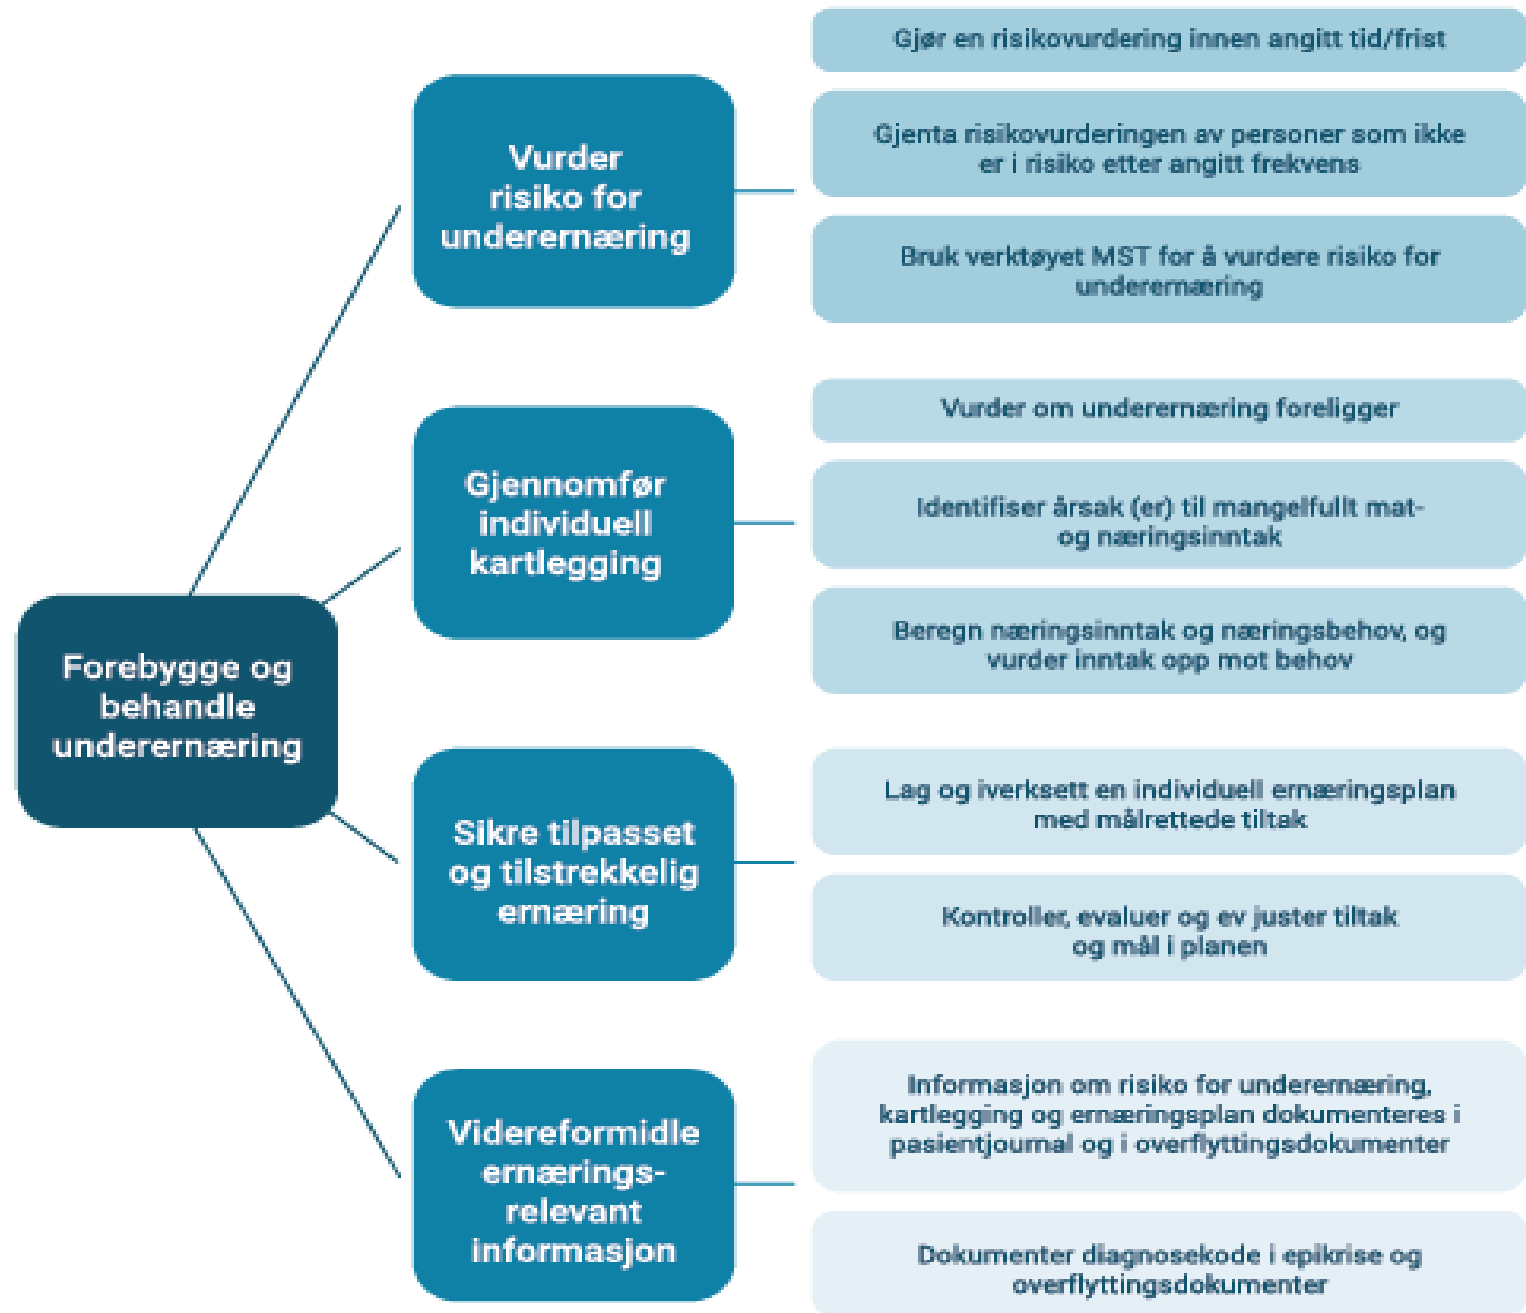 Forebygge og
behandle
underernæring
Vurder
risiko for
underernæring
Gjør en risikovurdering innen angitt tid/frist
Gjenta risikovurderingen av personer som ikke
er i risiko etter angitt frekvens
Bruk verktøyet MST for å vurdere risiko for
underernæring
Gjennomfør
individuell
kartlegging
Vurder om underernæring foreligger
Identifiser årsak (er) til mangelfullt mat-
og næringsinntak
Beregn næringsinntak og næringsbehov, og
vurder inntak opp mot behov
Sikre tilpasset
og tilstrekkelig
ernæring
Lag og iverksett en individuell ernæringsplan
med målrettede tiltak
Kontroller, evaluer og ev juster tiltak
og mål i planen
Videreformidle
ernærings-
relevant
informasjon
Informasjon om risiko for underernæring,
kartlegging og ernæringsplan dokumenteres i
pasientjournal og i overflyttingsdokumenter
Dokumenter diagnosekode i epikrise og
overflyttingsdokumenter